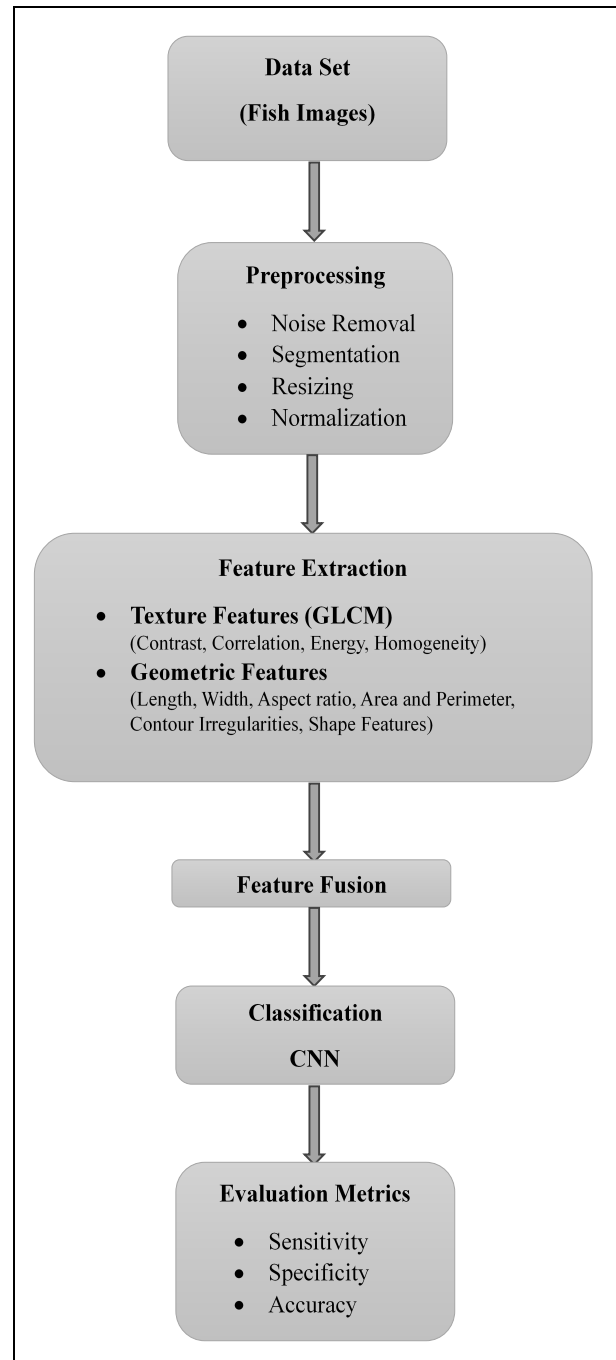 Data Set
(Fish Images)
Preprocessing
• Noise Removal
• Segmentation
• Resizing
• Normalization
Feature Extraction
• Texture Features (GLCM)
(Contrast, Correlation, Energy, Homogeneity)
• Geometric Features
(Length, Width, Aspect ratio, Area and Perimeter,
Contour Irregularities, Shape Features)
Feature Fusion
Classification
CNN
Evaluation Metrics
• Sensitivity
• Specificity
• Accuracy